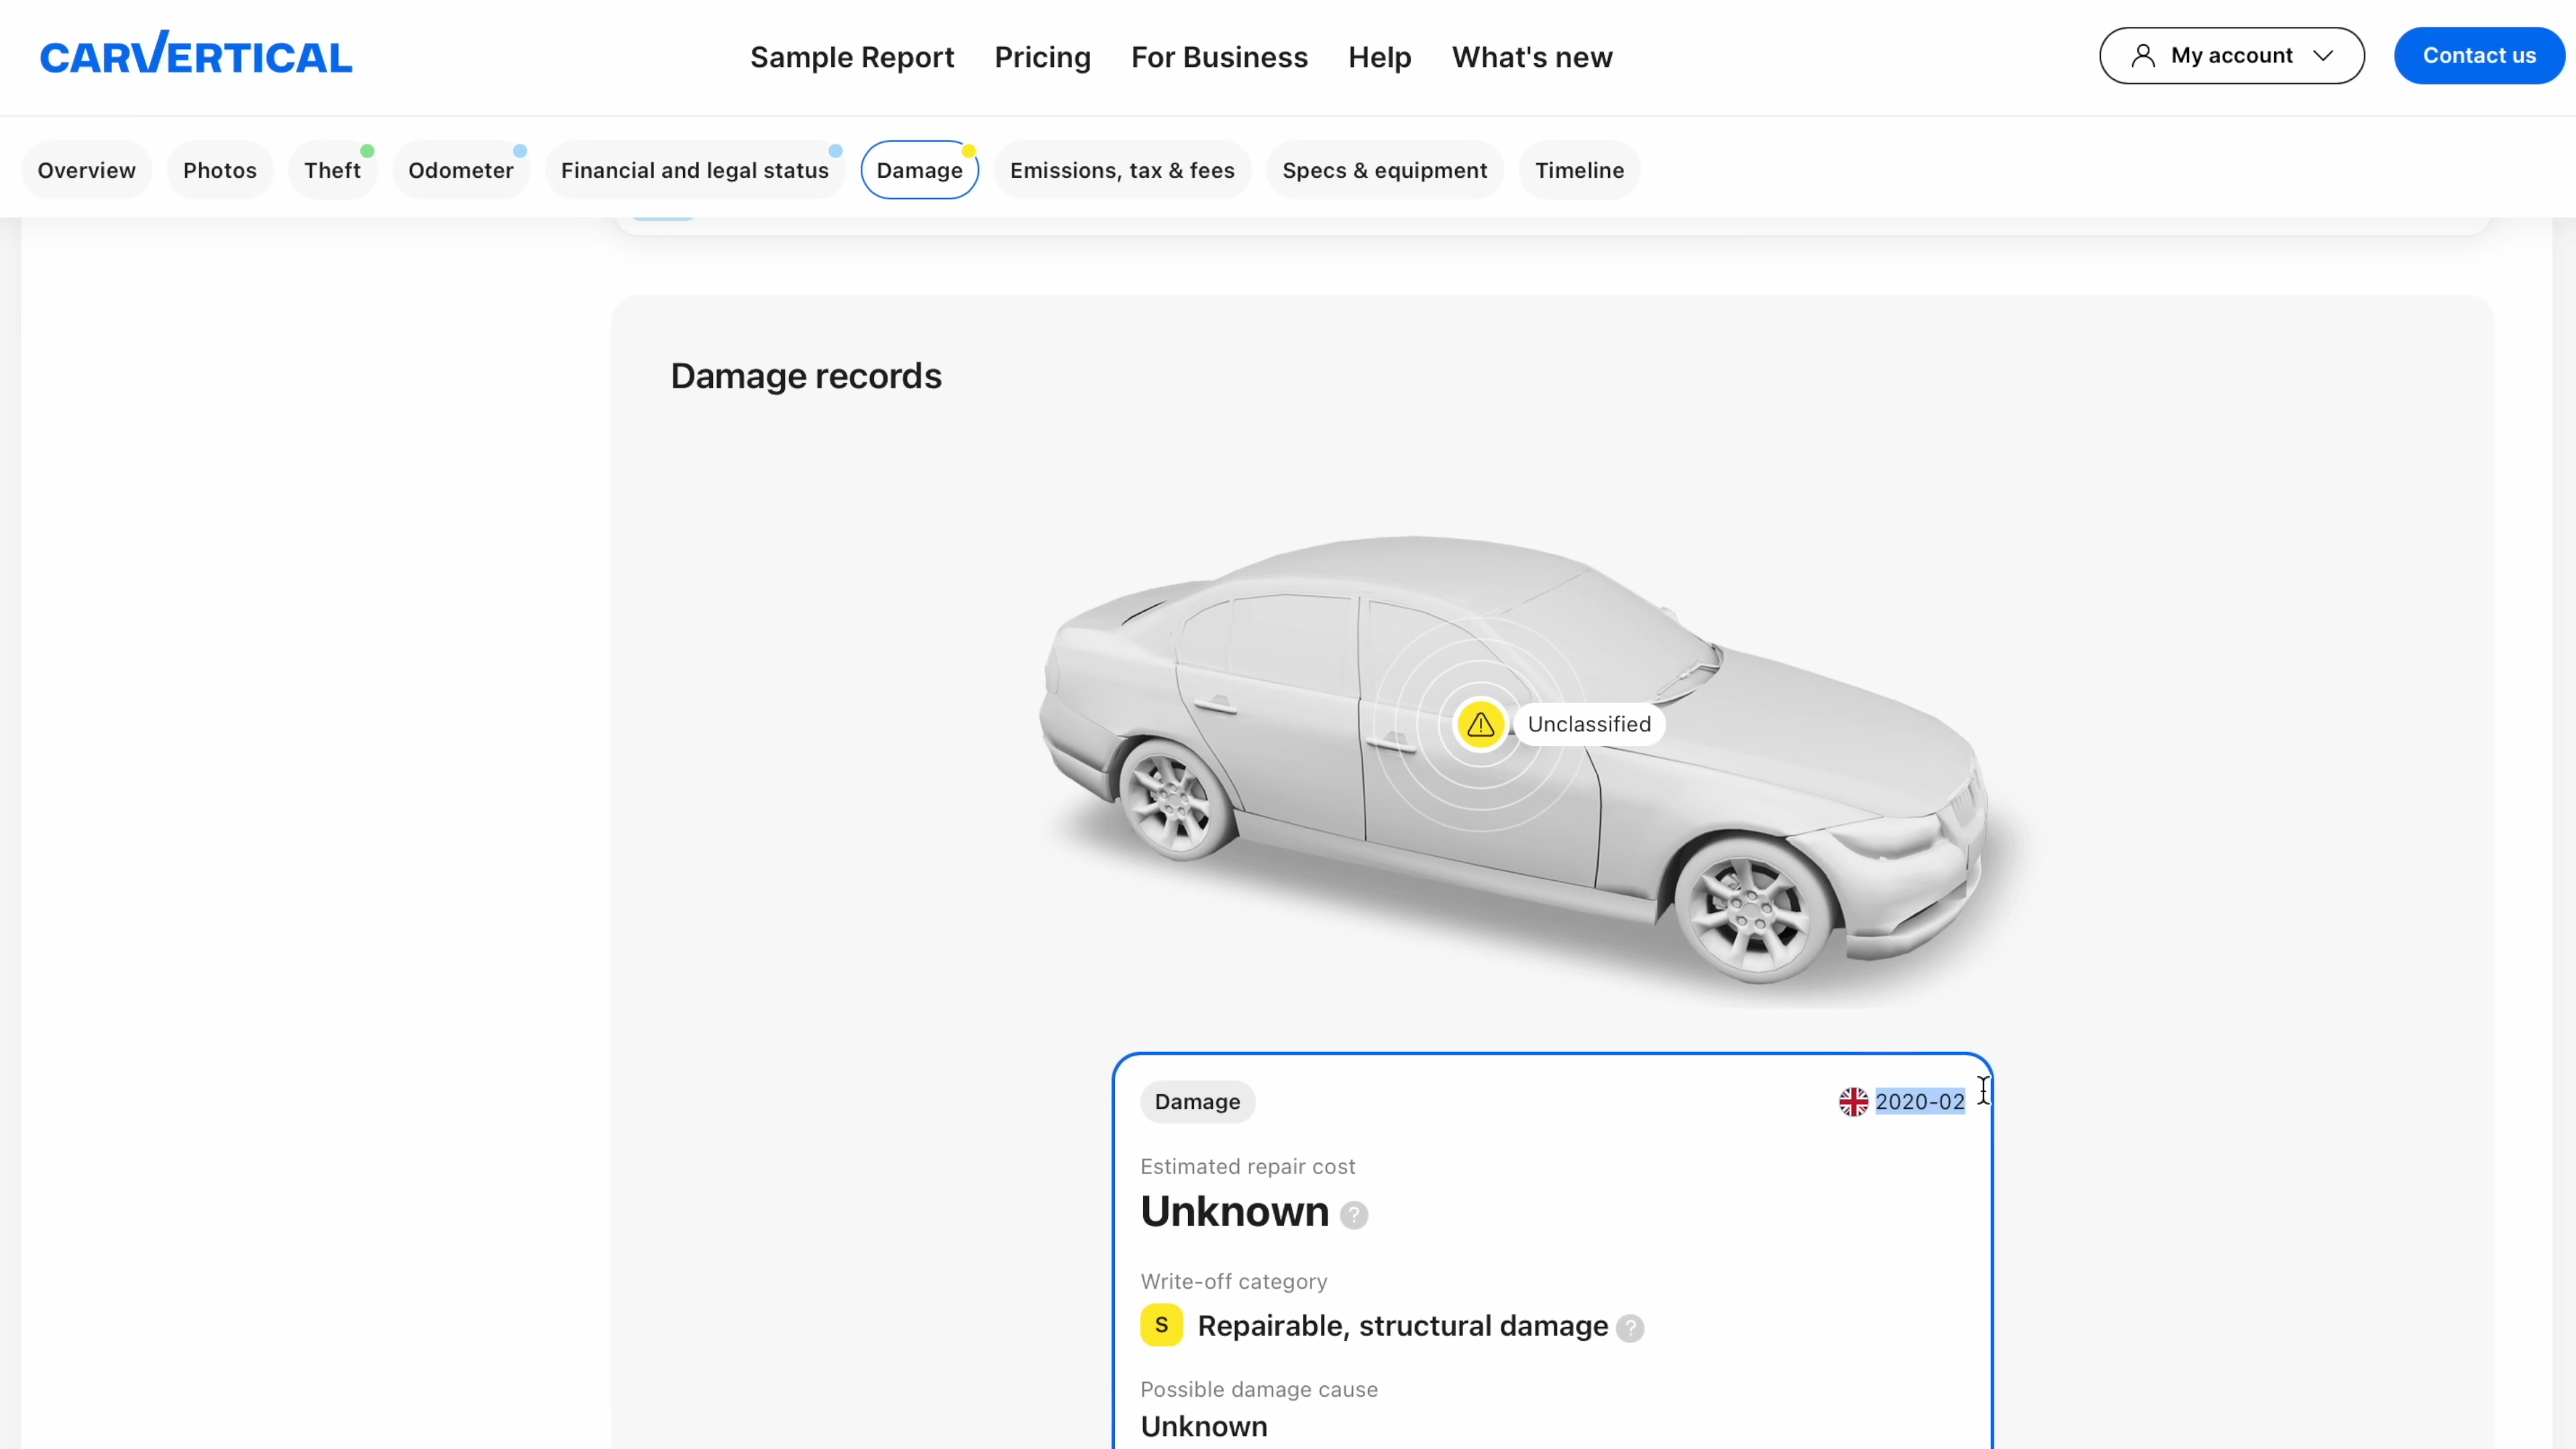 CARVERTICAL
Sample Report Pricing For Business Help What's new
My account
Contact us
Overview Photos Theft Odometer Financial and legal status Damage Emissions, tax & fees Specs & equipment Timeline
Damage records
Unclassified
Damage
2020-02
Estimated repair cost
Unknown ?
Write-off category
S Repairable, structural damage ?
Possible damage cause
Unknown